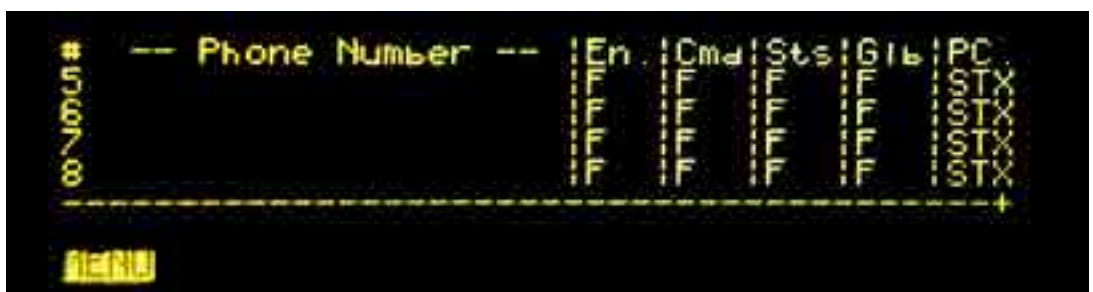 # -- Phone Number -- |En.|Cmd|Sts|Glb|PC.
5 |F |F |F |F |STX
6 |F |F |F |F |STX
7 |F |F |F |F |STX
8 |F |F |F |F |STX
-----------------------------------------------------+
MENU